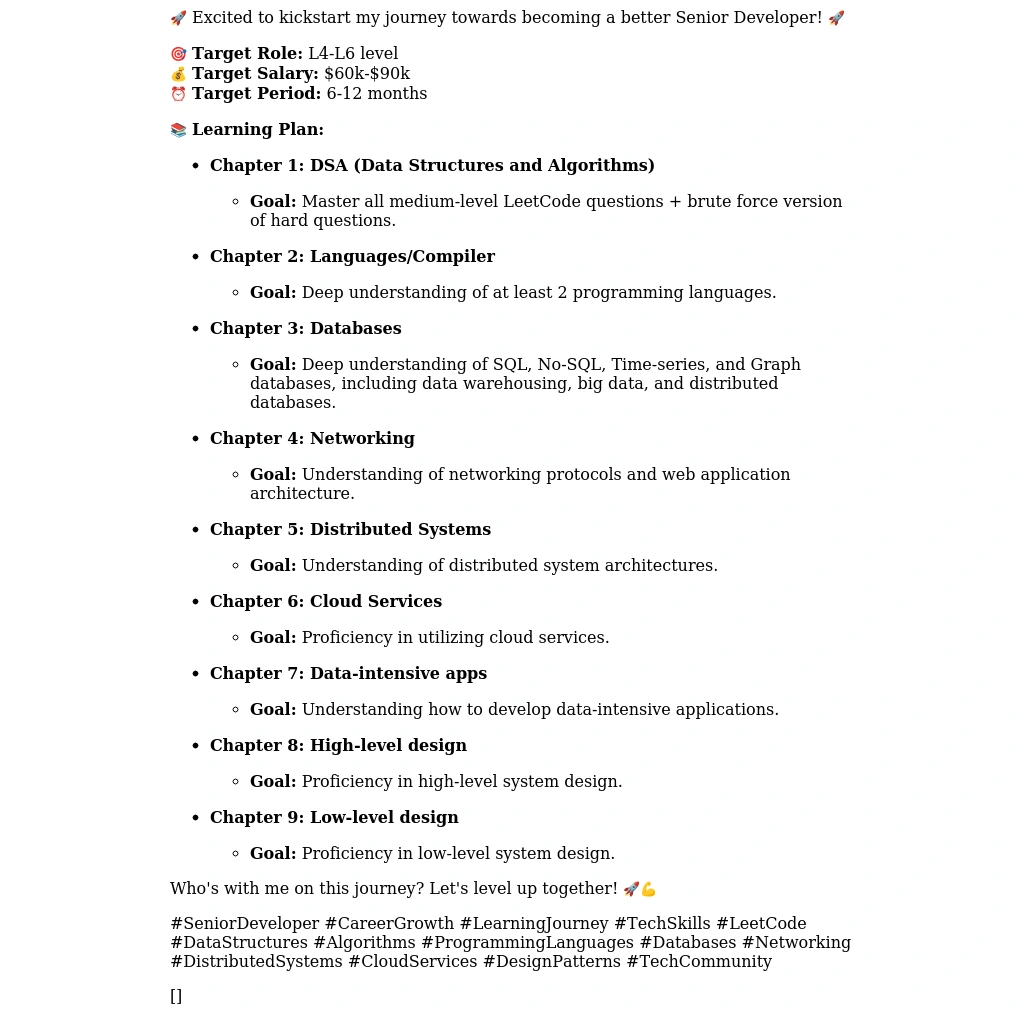 🚀 Excited to kickstart my journey towards becoming a better Senior Developer! 🚀
🎯 Target Role: L4-L6 level
💰 Target Salary: $60k-$90k
⏰ Target Period: 6-12 months
📚 Learning Plan:
• Chapter 1: DSA (Data Structures and Algorithms)
◦ Goal: Master all medium-level LeetCode questions + brute force version
of hard questions.
• Chapter 2: Languages/Compiler
◦ Goal: Deep understanding of at least 2 programming languages.
• Chapter 3: Databases
◦ Goal: Deep understanding of SQL, No-SQL, Time-series, and Graph
databases, including data warehousing, big data, and distributed
databases.
• Chapter 4: Networking
◦ Goal: Understanding of networking protocols and web application
architecture.
• Chapter 5: Distributed Systems
◦ Goal: Understanding of distributed system architectures.
• Chapter 6: Cloud Services
◦ Goal: Proficiency in utilizing cloud services.
• Chapter 7: Data-intensive apps
◦ Goal: Understanding how to develop data-intensive applications.
• Chapter 8: High-level design
◦ Goal: Proficiency in high-level system design.
• Chapter 9: Low-level design
◦ Goal: Proficiency in low-level system design.
Who's with me on this journey? Let's level up together! 🚀💪
#SeniorDeveloper #CareerGrowth #LearningJourney #TechSkills #LeetCode
#DataStructures #Algorithms #ProgrammingLanguages #Databases #Networking
#DistributedSystems #CloudServices #DesignPatterns #TechCommunity
[]